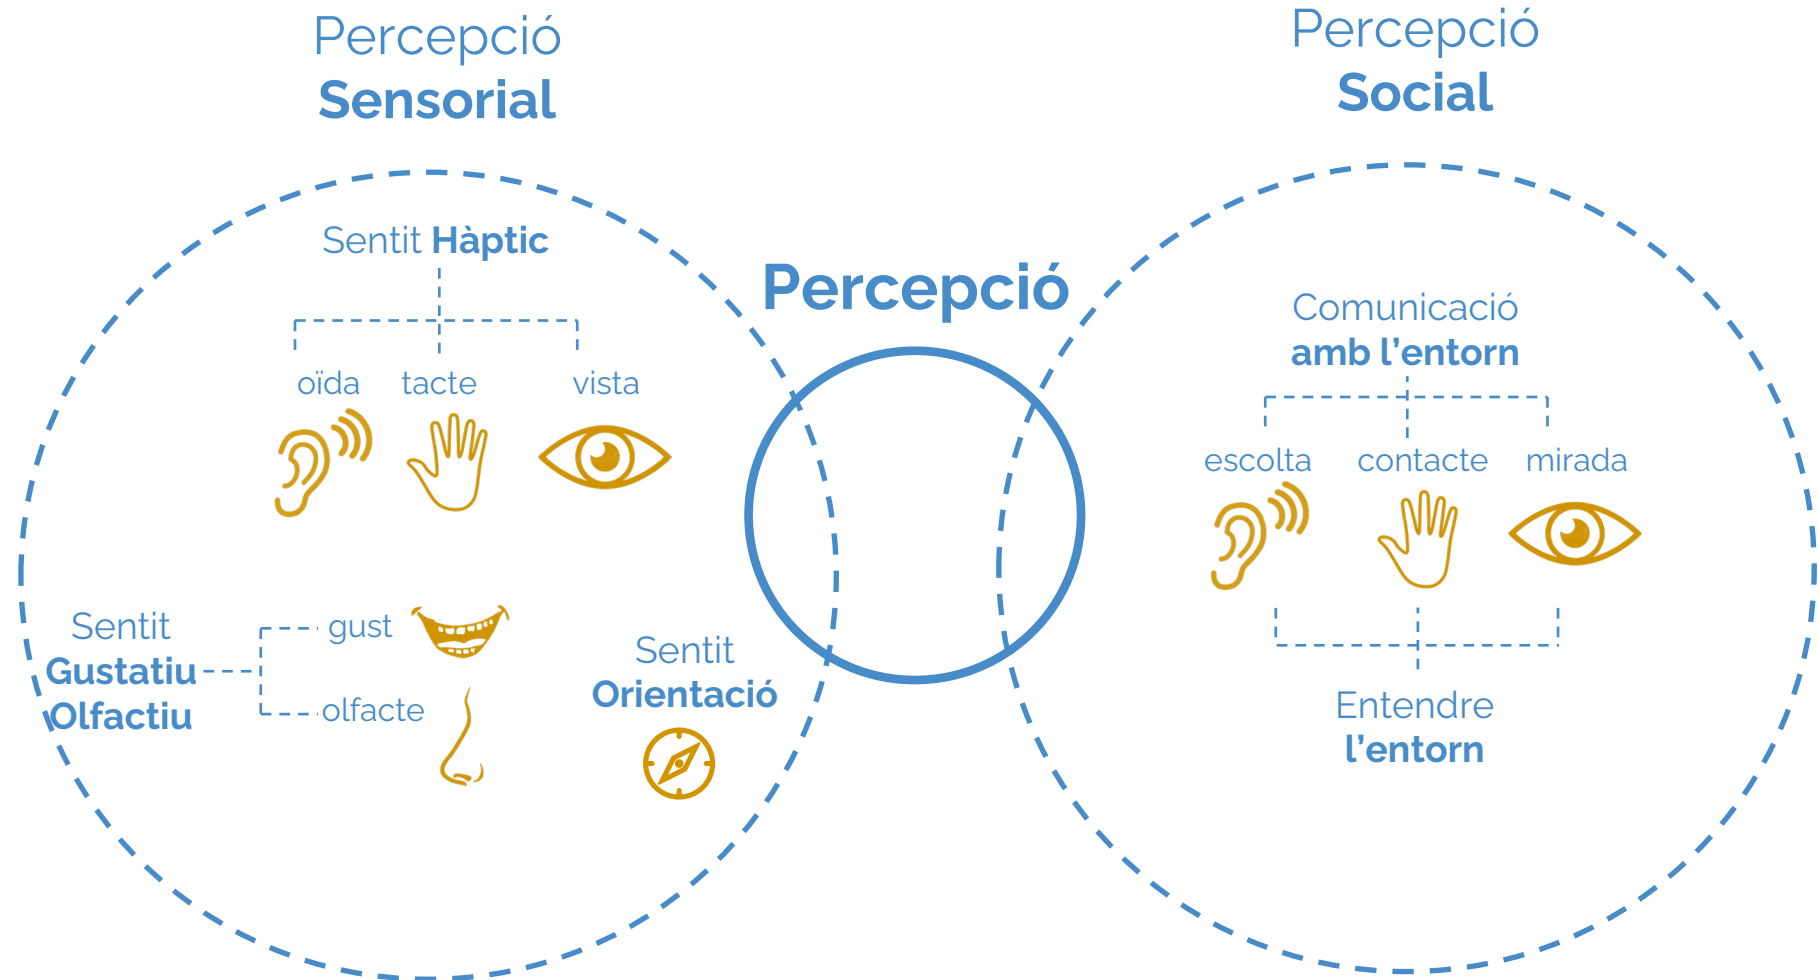 Percepció
Sensorial
Sentit Hàptic
oïda
tacte
vista
Sentit
Gustatiu
Olfactiu
gust
olfacte
Sentit
Orientació
Percepció
Percepció
Social
Comunicació
amb l'entorn
escolta
contacte
mirada
Entendre
l'entorn